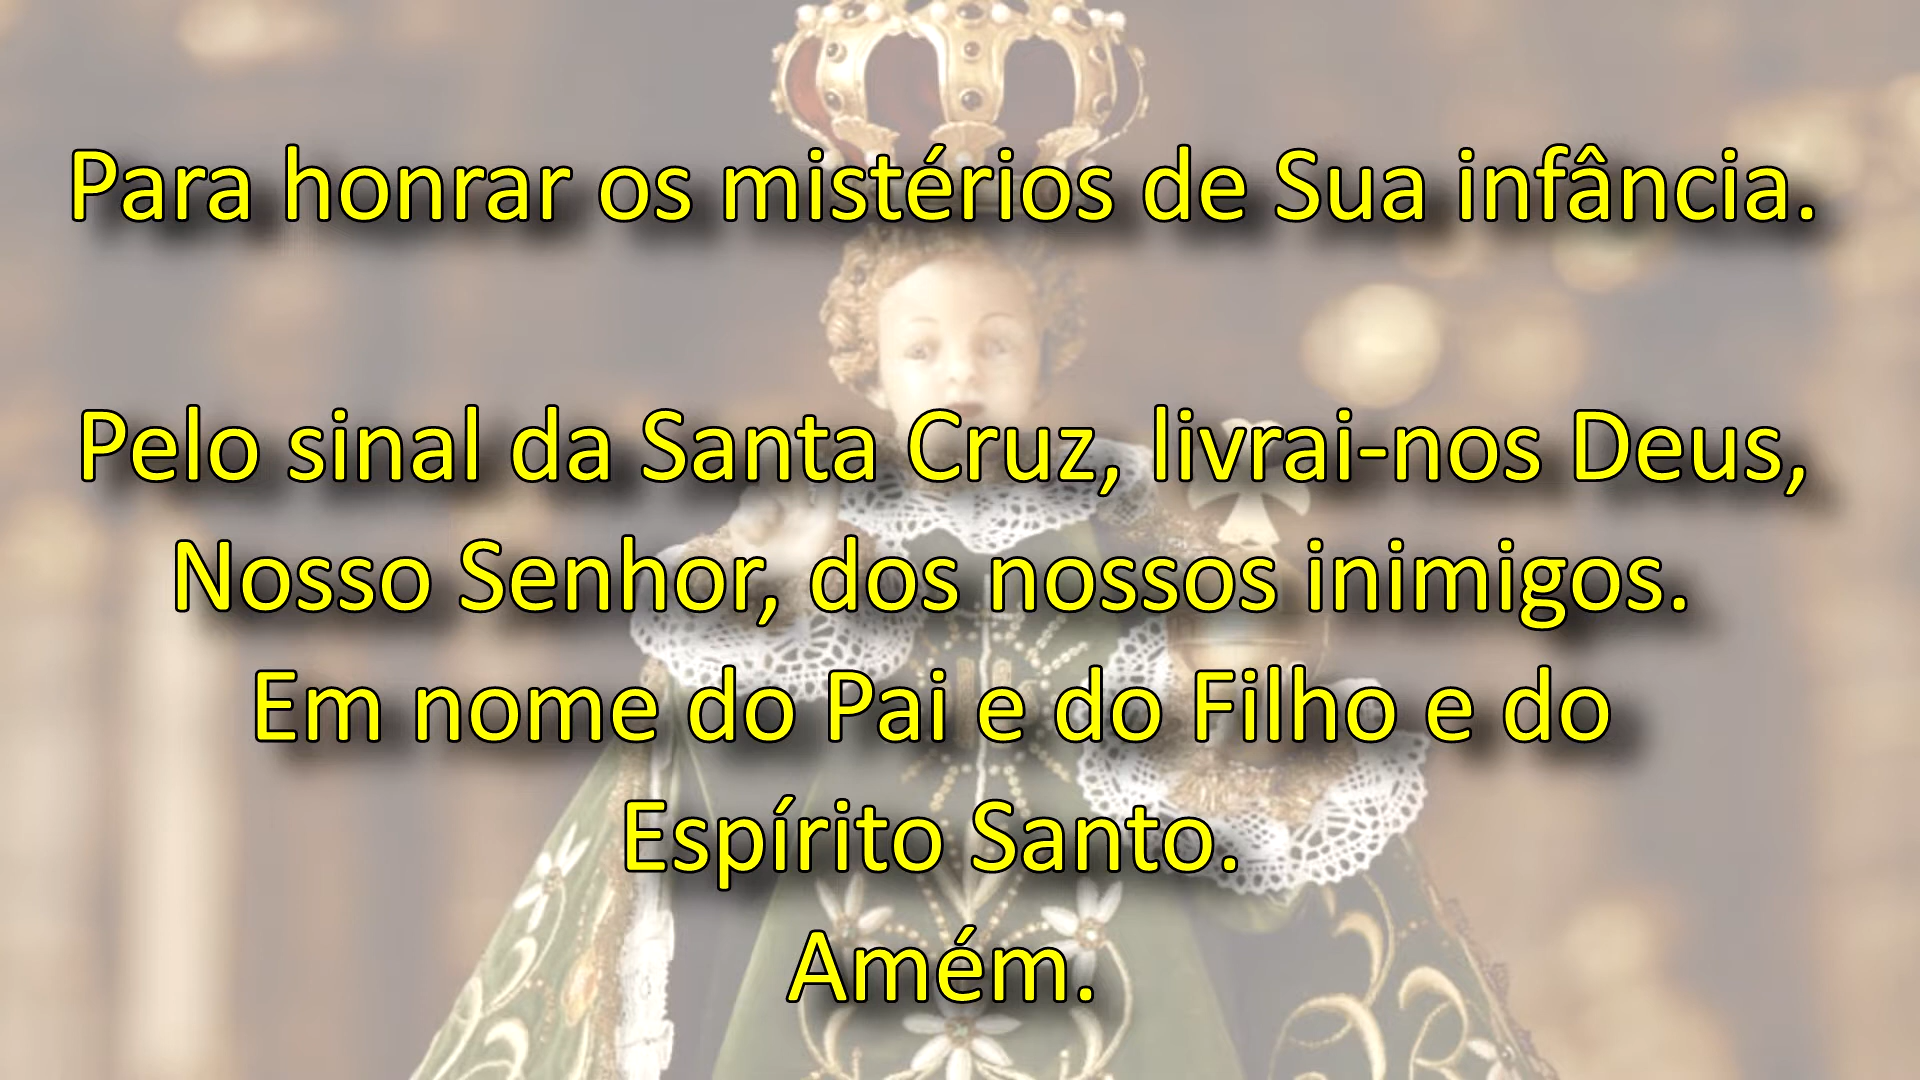 Para honrar os mistérios de Sua infância.
Pelo sinal da Santa Cruz, livrai-nos Deus,
Nosso Senhor, dos nossos inimigos.
Em nome do Pai e do Filho e do
Espírito Santo.
Amém.